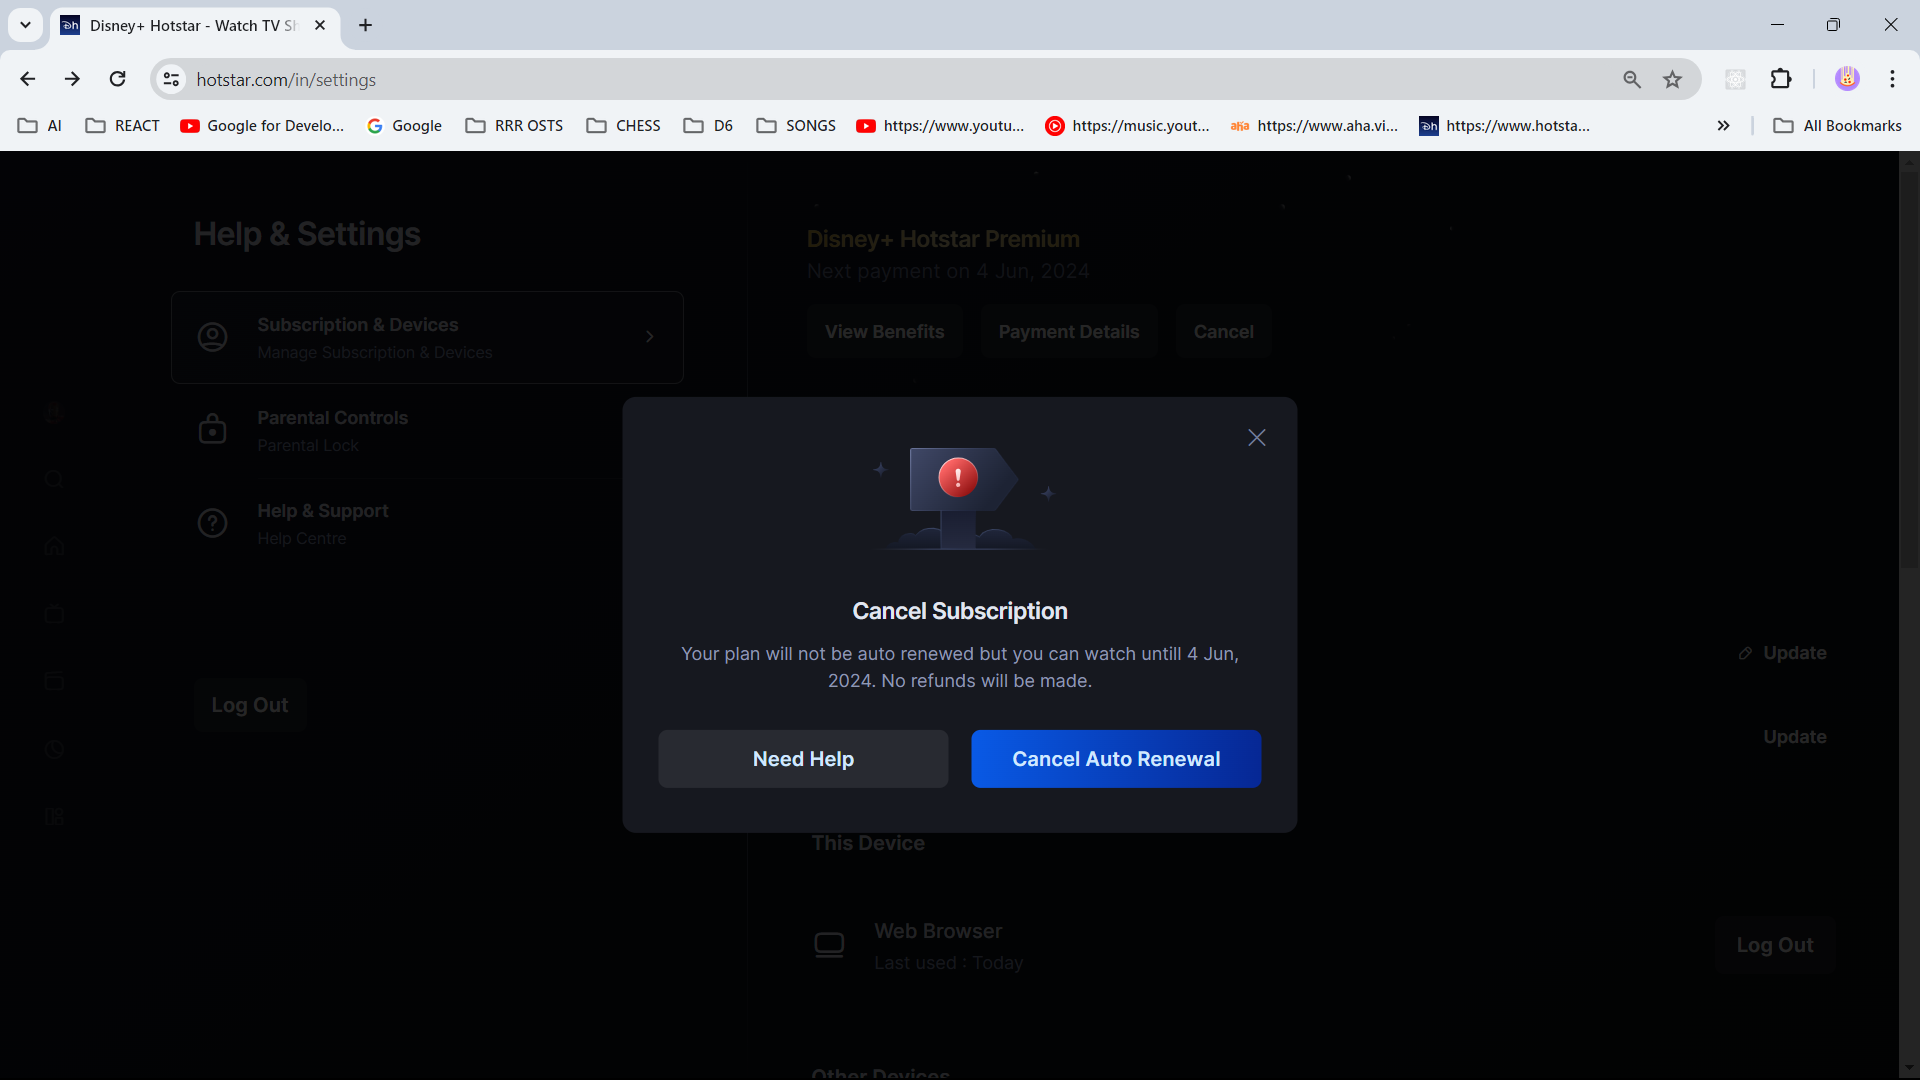 Disney+ Hotstar - Watch TV Sh
hotstar.com/in/settings
AI
REACT
Google for Develo...
Google
RRR OSTS
CHESS
D6
SONGS
https://www.youtu...
https://music.yout...
aha https://www.aha.vi...
https://www.hotsta...
All Bookmarks
Help & Settings
Subscription & Devices
Manage Subscription & Devices
Parental Controls
Parental Lock
Help & Support
Help Centre
Log Out
Disney+ Hotstar Premium
Next payment on 4 Jun, 2024
View Benefits
Payment Details
Cancel
Cancel Subscription
Your plan will not be auto renewed but you can watch untill 4 Jun,
2024. No refunds will be made.
Need Help
Cancel Auto Renewal
Update
Update
This Device
Web Browser
Last used : Today
Log Out
Other Devices